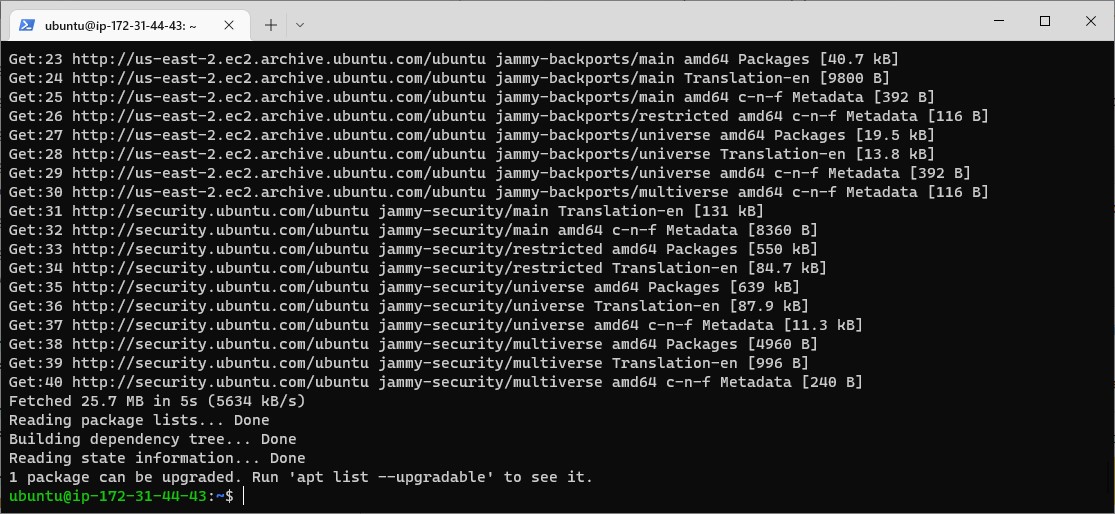 ubuntu@ip-172-31-44-43: ~
Get:23 http://us-east-2.ec2.archive.ubuntu.com/ubuntu jammy-backports/main amd64 Packages [40.7 kB]
Get:24 http://us-east-2.ec2.archive.ubuntu.com/ubuntu jammy-backports/main Translation-en [9800 B]
Get:25 http://us-east-2.ec2.archive.ubuntu.com/ubuntu jammy-backports/main amd64 c-n-f Metadata [392 B]
Get:26 http://us-east-2.ec2.archive.ubuntu.com/ubuntu jammy-backports/restricted amd64 c-n-f Metadata [116 B]
Get:27 http://us-east-2.ec2.archive.ubuntu.com/ubuntu jammy-backports/universe amd64 Packages [19.5 kB]
Get:28 http://us-east-2.ec2.archive.ubuntu.com/ubuntu jammy-backports/universe Translation-en [13.8 kB]
Get:29 http://us-east-2.ec2.archive.ubuntu.com/ubuntu jammy-backports/universe amd64 c-n-f Metadata [392 B]
Get:30 http://us-east-2.ec2.archive.ubuntu.com/ubuntu jammy-backports/multiverse amd64 c-n-f Metadata [116 B]
Get:31 http://security.ubuntu.com/ubuntu jammy-security/main Translation-en [131 kB]
Get:32 http://security.ubuntu.com/ubuntu jammy-security/main amd64 c-n-f Metadata [8360 B]
Get:33 http://security.ubuntu.com/ubuntu jammy-security/restricted amd64 Packages [550 kB]
Get:34 http://security.ubuntu.com/ubuntu jammy-security/restricted Translation-en [84.7 kB]
Get:35 http://security.ubuntu.com/ubuntu jammy-security/universe amd64 Packages [639 kB]
Get:36 http://security.ubuntu.com/ubuntu jammy-security/universe Translation-en [87.9 kB]
Get:37 http://security.ubuntu.com/ubuntu jammy-security/universe amd64 c-n-f Metadata [11.3 kB]
Get:38 http://security.ubuntu.com/ubuntu jammy-security/multiverse amd64 Packages [4960 B]
Get:39 http://security.ubuntu.com/ubuntu jammy-security/multiverse Translation-en [996 B]
Get:40 http://security.ubuntu.com/ubuntu jammy-security/multiverse amd64 c-n-f Metadata [240 B]
Fetched 25.7 MB in 5s (5634 kB/s)
Reading package lists... Done
Building dependency tree... Done
Reading state information... Done
1 package can be upgraded. Run 'apt list --upgradable' to see it.
ubuntu@ip-172-31-44-43:~$